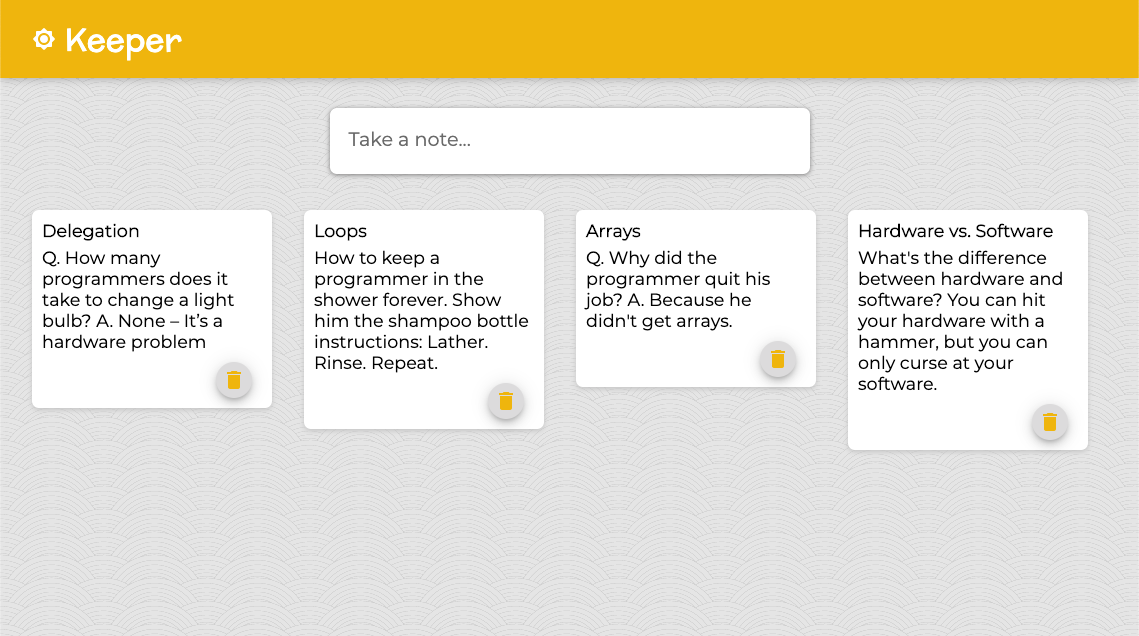 Keeper
Take a note...
Delegation
Q. How many
programmers does it
take to change a light
bulb? A. None – It’s a
hardware problem
Loops
How to keep a
programmer in the
shower forever. Show
him the shampoo bottle
instructions: Lather.
Rinse. Repeat.
Arrays
Q. Why did the
programmer quit his
job? A. Because he
didn't get arrays.
Hardware vs. Software
What's the difference
between hardware and
software? You can hit
your hardware with a
hammer, but you can
only curse at your
software.